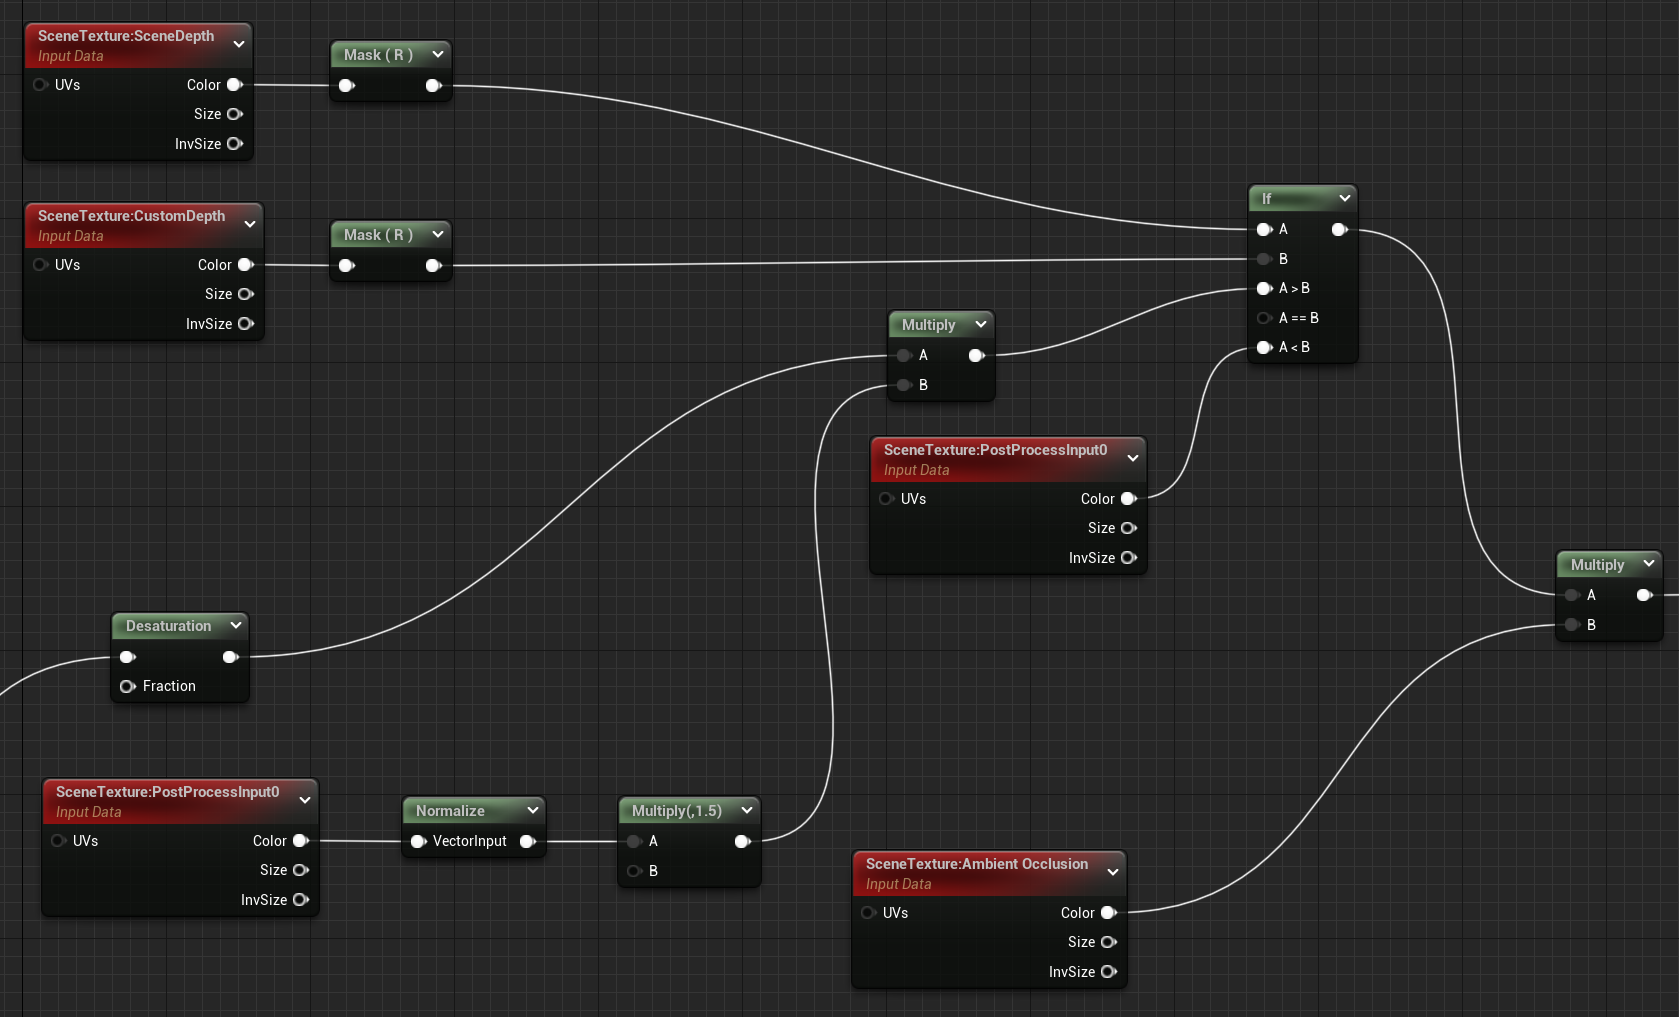 SceneTexture:SceneDepth
Input Data
UVs
Color
Size
InvSize
Mask ( R )
SceneTexture:CustomDepth
Input Data
UVs
Color
Size
InvSize
Mask ( R )
If
A
B
A > B
A == B
A < B
Multiply
A
B
SceneTexture:PostProcessInput0
Input Data
UVs
Color
Size
InvSize
Multiply
A
B
Desaturation
Fraction
SceneTexture:PostProcessInput0
Input Data
UVs
Color
Size
InvSize
Normalize
VectorInput
Multiply(,1.5)
A
B
SceneTexture:Ambient Occlusion
Input Data
UVs
Color
Size
InvSize